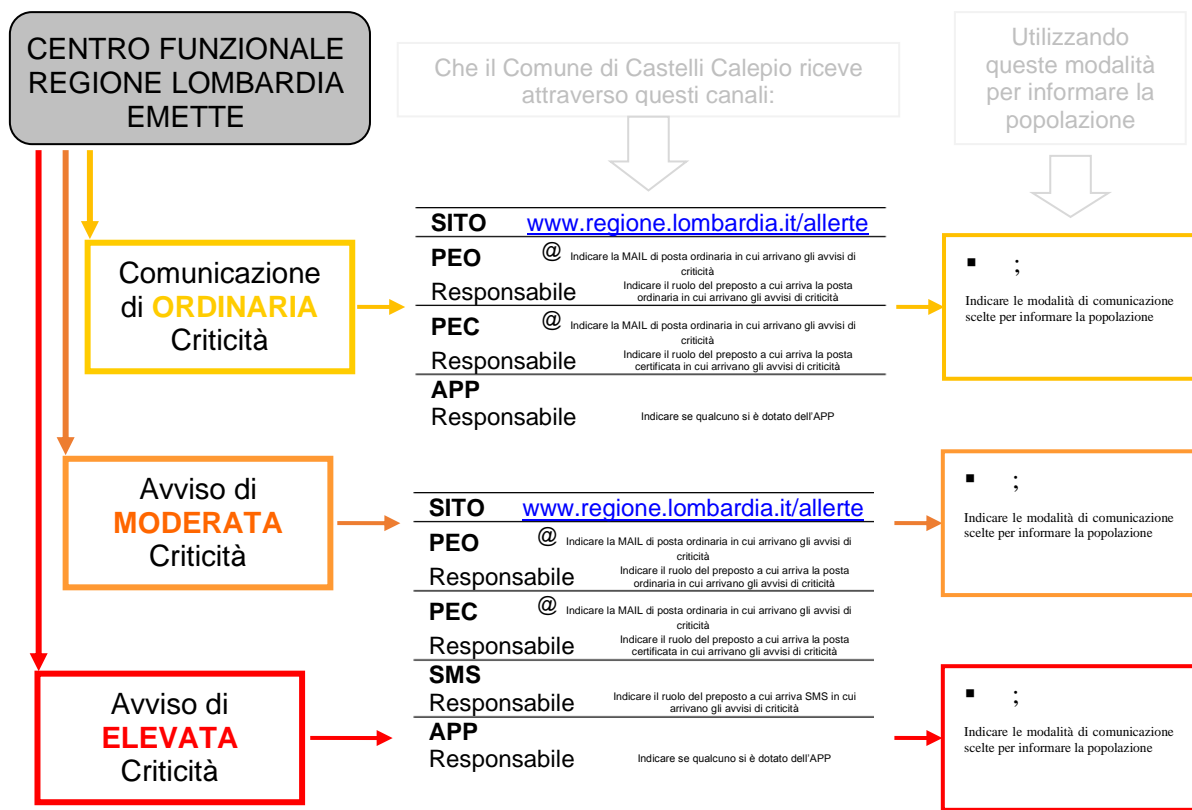 CENTRO FUNZIONALE
REGIONE LOMBARDIA
EMETTE
Che il Comune di Castelli Calepio riceve
attraverso questi canali:
Utilizzando
queste modalità
per informare la
popolazione
Comunicazione
di ORDINARIA
Criticità
SITO www.regione.lombardia.it/allerte
PEO @ Indicare la MAIL di posta ordinaria in cui arrivano gli avvisi di
criticità
Responsabile Indicare il ruolo del preposto a cui arriva la posta
ordinaria in cui arrivano gli avvisi di criticità
PEC @ Indicare la MAIL di posta ordinaria in cui arrivano gli avvisi di
criticità
Responsabile Indicare il ruolo del preposto a cui arriva la posta
certificata in cui arrivano gli avvisi di criticità
APP
Responsabile Indicare se qualcuno si è dotato dell'APP
▪ ;
Indicare le modalità di comunicazione
scelte per informare la popolazione
Avviso di
MODERATA
Criticità
SITO www.regione.lombardia.it/allerte
PEO @ Indicare la MAIL di posta ordinaria in cui arrivano gli avvisi di
criticità
Responsabile Indicare il ruolo del preposto a cui arriva la posta
ordinaria in cui arrivano gli avvisi di criticità
PEC @ Indicare la MAIL di posta ordinaria in cui arrivano gli avvisi di
criticità
Responsabile Indicare il ruolo del preposto a cui arriva la posta
certificata in cui arrivano gli avvisi di criticità
SMS
Responsabile Indicare il ruolo del preposto a cui arriva SMS in cui
arrivano gli avvisi di criticità
APP
Responsabile Indicare se qualcuno si è dotato dell'APP
▪ ;
Indicare le modalità di comunicazione
scelte per informare la popolazione
Avviso di
ELEVATA
Criticità
▪ ;
Indicare le modalità di comunicazione
scelte per informare la popolazione